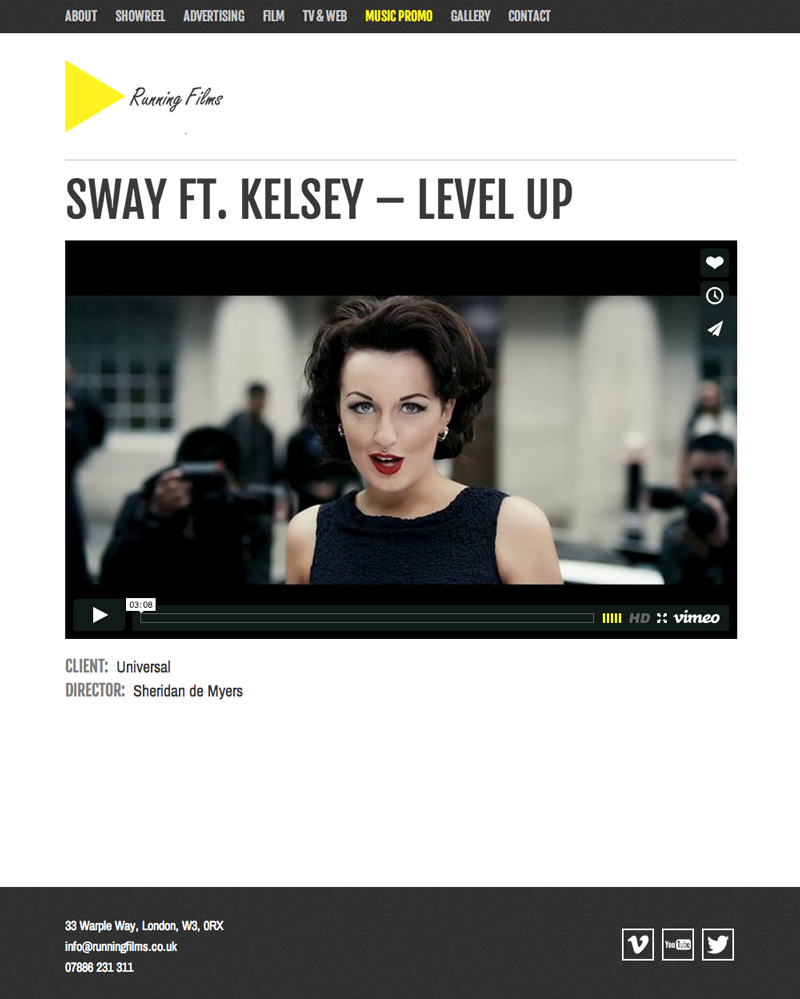 ABOUT SHOWREEL ADVERTISING FILM TV & WEB MUSIC PROMO GALLERY CONTACT
Running Films
SWAY FT. KELSEY – LEVEL UP
03:08
HD vimeo
CLIENT: Universal
DIRECTOR: Sheridan de Myers
33 Warple Way, London, W3, 0RX
info@runningfilms.co.uk
You Tube
07886 231 311